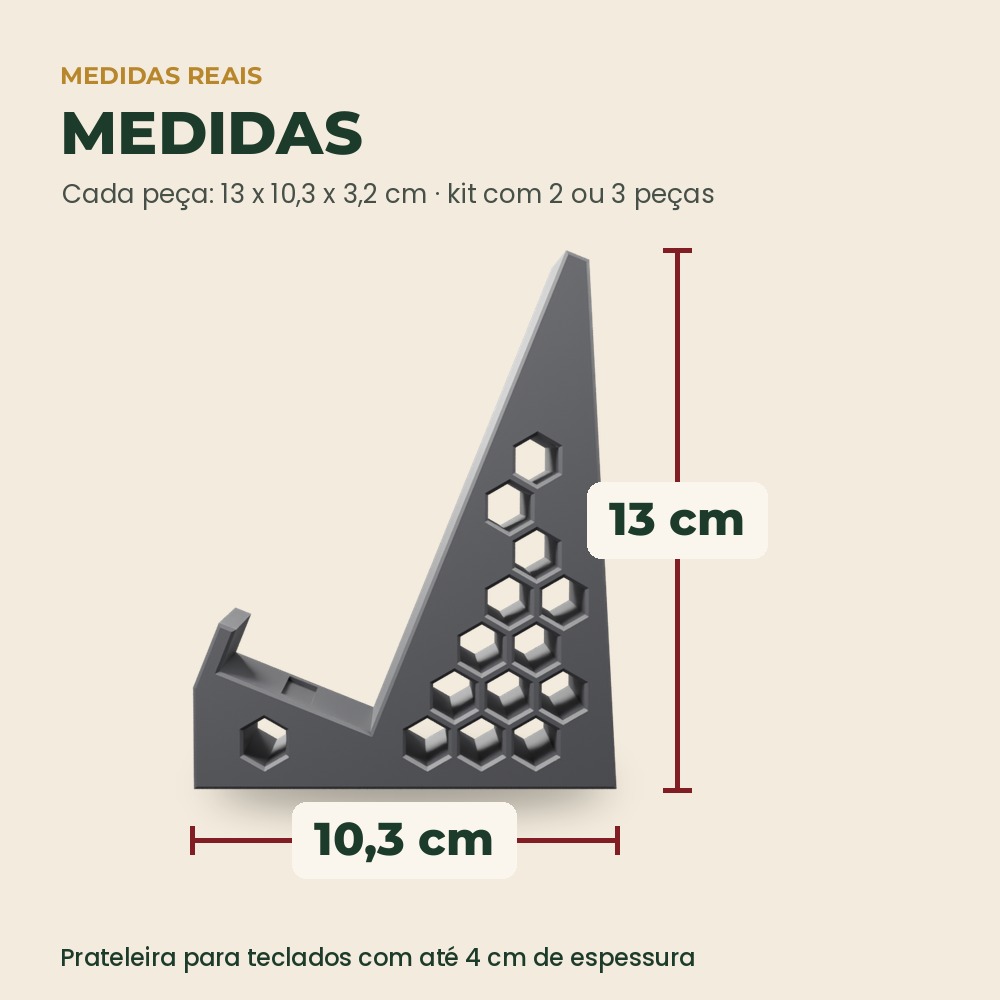 MEDIDAS REAIS
MEDIDAS
Cada peça: 13 x 10,3 x 3,2 cm · kit com 2 ou 3 peças
13 cm
10,3 cm
Prateleira para teclados com até 4 cm de espessura